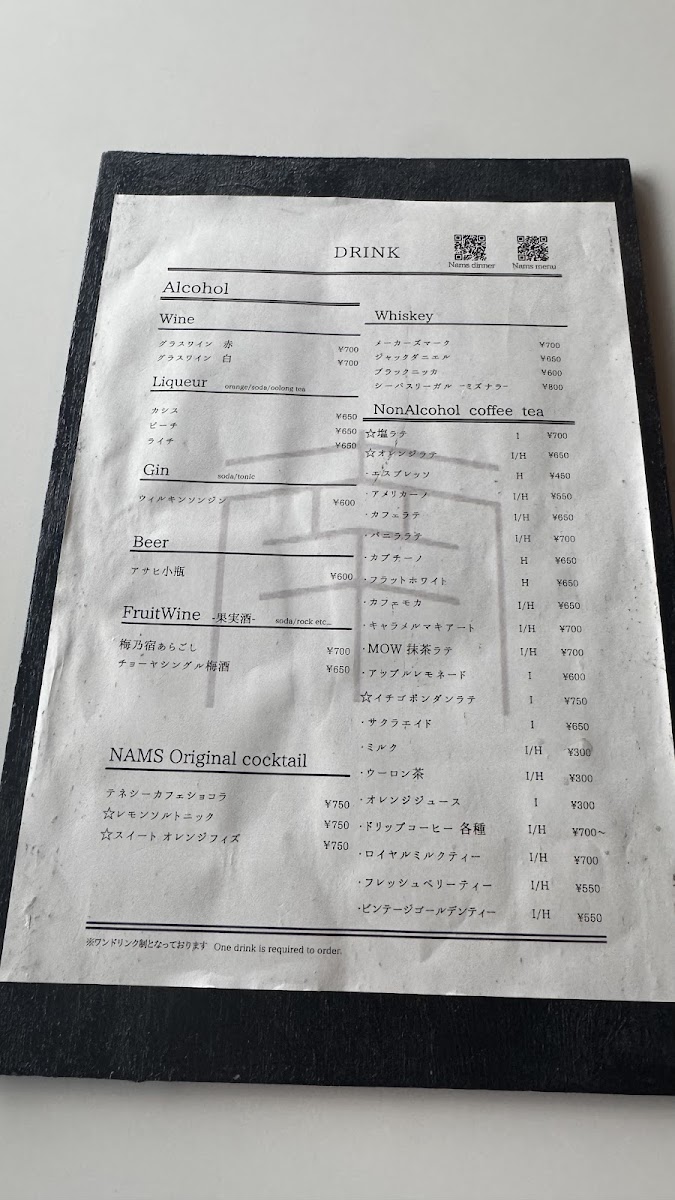 DRINK
Nams dinner
Nams menu
Alcohol
Wine
グラスワイン 赤 ¥700
グラスワイン 白 ¥700
Liqueur orange/soda/oolong tea
カシス ¥650
ピーチ ¥650
ライチ ¥650
Gin soda/tonic
ウィルキンソンジン ¥600
Beer
アサヒ小瓶 ¥600
FruitWine -果実酒- soda/rock etc...
梅乃宿あらごし ¥700
チョーヤシングル梅酒 ¥650
NAMS Original cocktail
テネシーカフェショコラ ¥750
☆レモンソルトニック ¥750
☆スイート オレンジフィズ ¥750
Whiskey
メーカーズマーク ¥700
ジャックダニエル ¥650
ブラックニッカ ¥600
シーバスリーガル -ミズナラ- ¥800
NonAlcohol coffee tea
☆塩ラテ I ¥700
☆オレンジラテ I/H ¥650
・エスプレッソ H ¥450
・アメリカーノ I/H ¥550
・カフェラテ I/H ¥650
・バニララテ I/H ¥700
・カプチーノ H ¥650
・フラットホワイト H ¥650
・カフェモカ I/H ¥650
・キャラメルマキアート I/H ¥700
・MOW 抹茶ラテ I/H ¥700
・アップルレモネード I ¥600
☆イチゴポンダンラテ I ¥750
・サクラエイド I ¥650
・ミルク I/H ¥300
・ウーロン茶 I/H ¥300
・オレンジジュース I ¥300
・ドリップコーヒー 各種 I/H ¥700~
・ロイヤルミルクティー I/H ¥700
・フレッシュベリーティー I/H ¥550
・ビンテージゴールデンティー I/H ¥550
※ワンドリンク制となっております One drink is required to order.